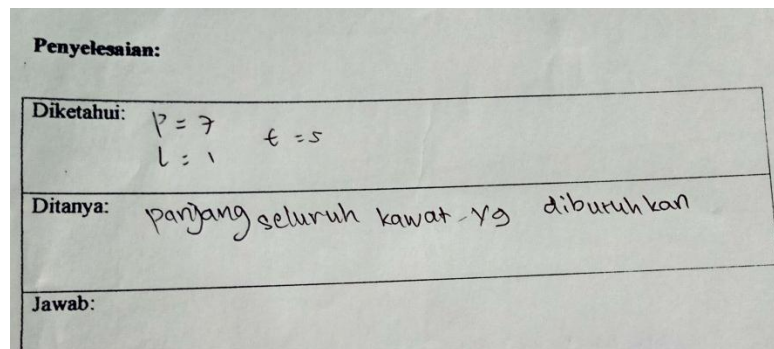 Penyelesaian:
Diketahui: p = 7
l = 1
t = 5
Ditanya: panjang seluruh kawat yg dibutuhkan
Jawab: